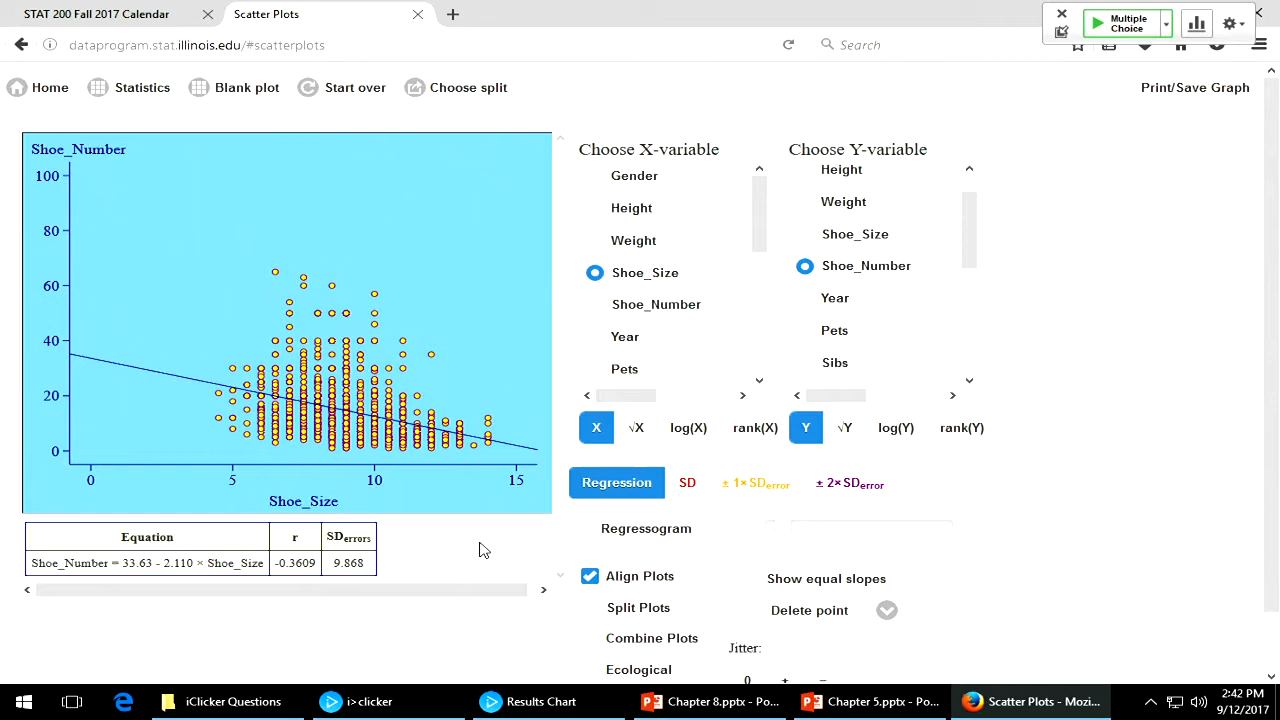 STAT 200 Fall 2017 Calendar
Scatter Plots
Multiple
Choice
dataprogram.stat.illinois.edu/#scatterplots
Search
Home
Statistics
Blank plot
Start over
Choose split
Print/Save Graph
Shoe_Number
100
80
60
40
20
0
0
5
10
15
Shoe_Size
Equation r SDerrors
Shoe_Number = 33.63 - 2.110 × Shoe_Size -0.3609 9.868
Choose X-variable
Gender
Height
Weight
Shoe_Size
Shoe_Number
Year
Pets
Choose Y-variable
Height
Weight
Shoe_Size
Shoe_Number
Year
Pets
Sibs
X √X log(X) rank(X)
Y √Y log(Y) rank(Y)
Regression SD ± 1× SDerror ± 2× SDerror
Regressogram
Align Plots
Split Plots
Combine Plots
Ecological
Show equal slopes
Delete point
Jitter:
0 + −
iClicker Questions
i>clicker
Results Chart
Chapter 8.pptx - Po...
Chapter 5.pptx - Po...
Scatter Plots - Mozi...
2:42 PM
9/12/2017